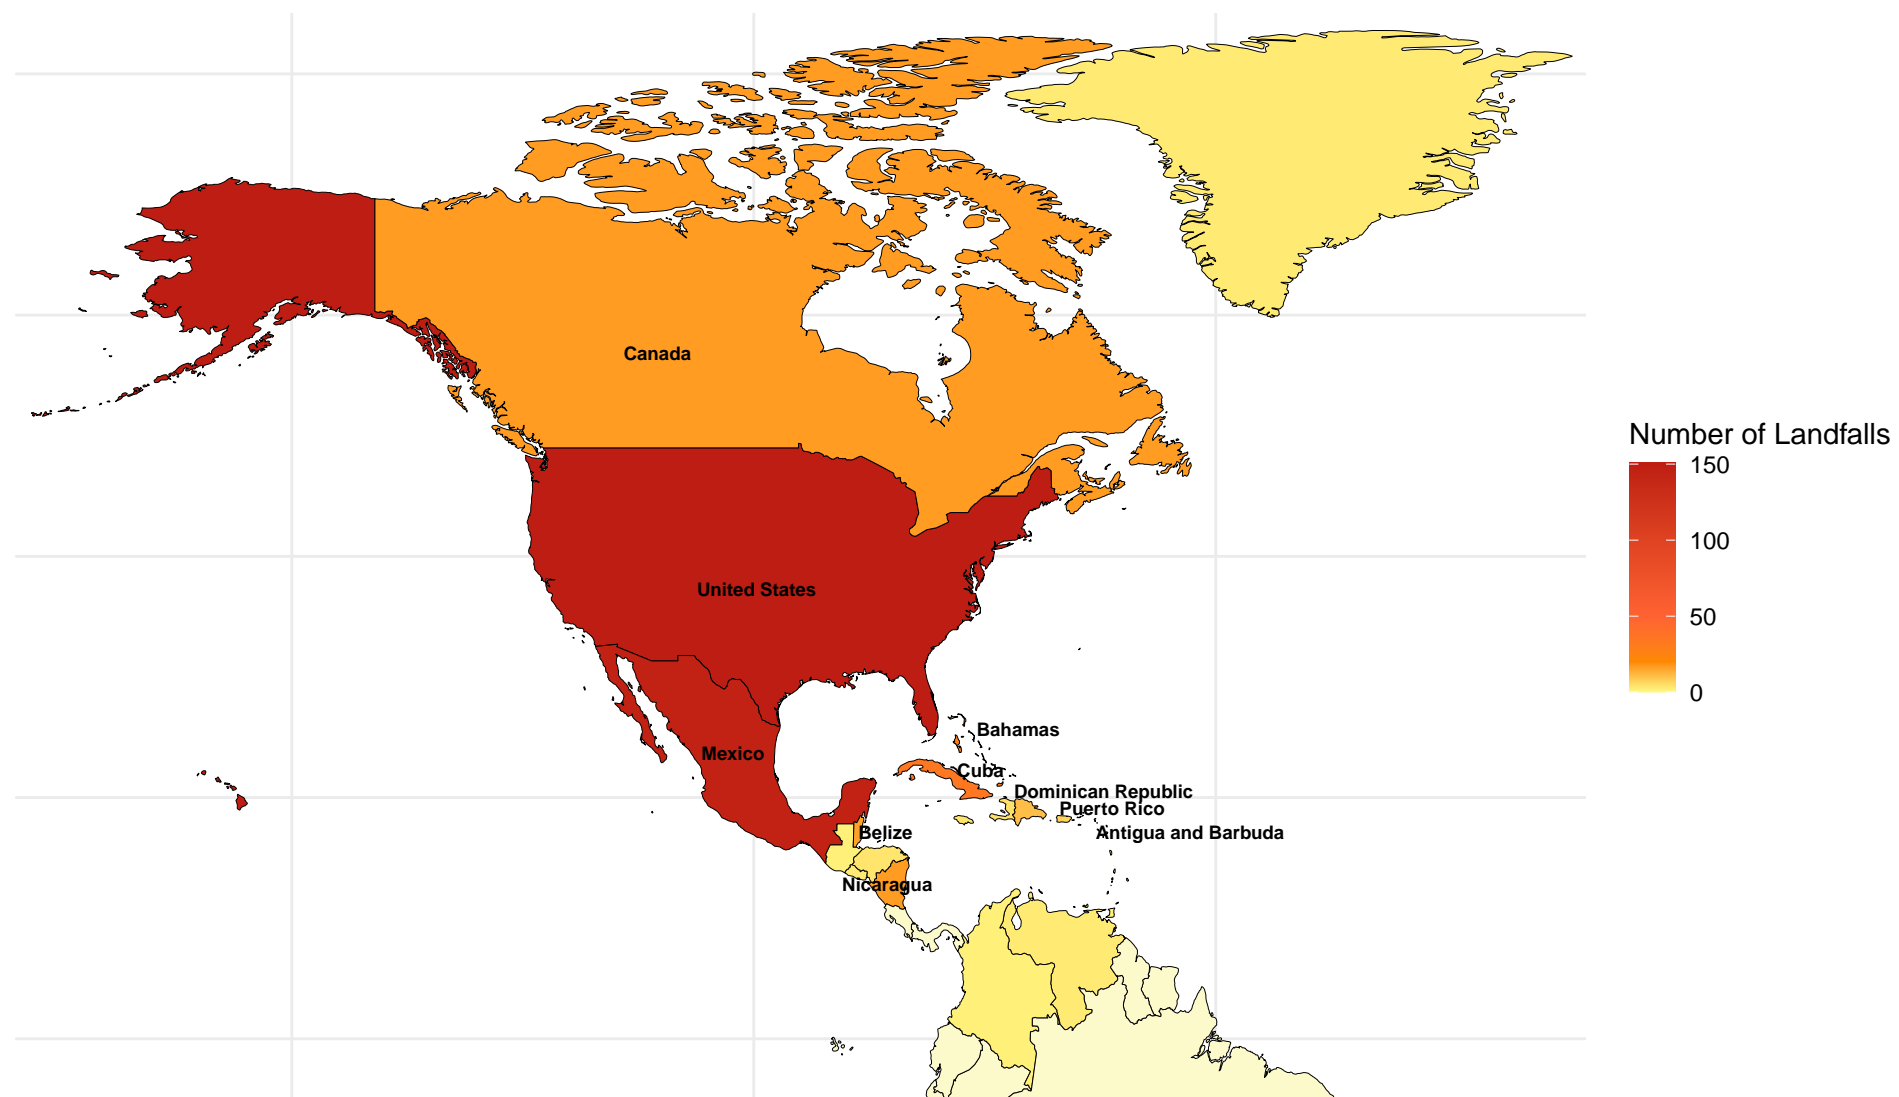 Canada
Number of Landfalls
150
100
50
0
United States
Bahamas
Mexico
Cuba
Dominican Republic
Puerto Rico
Belize
Antigua and Barbuda
Nicaragua